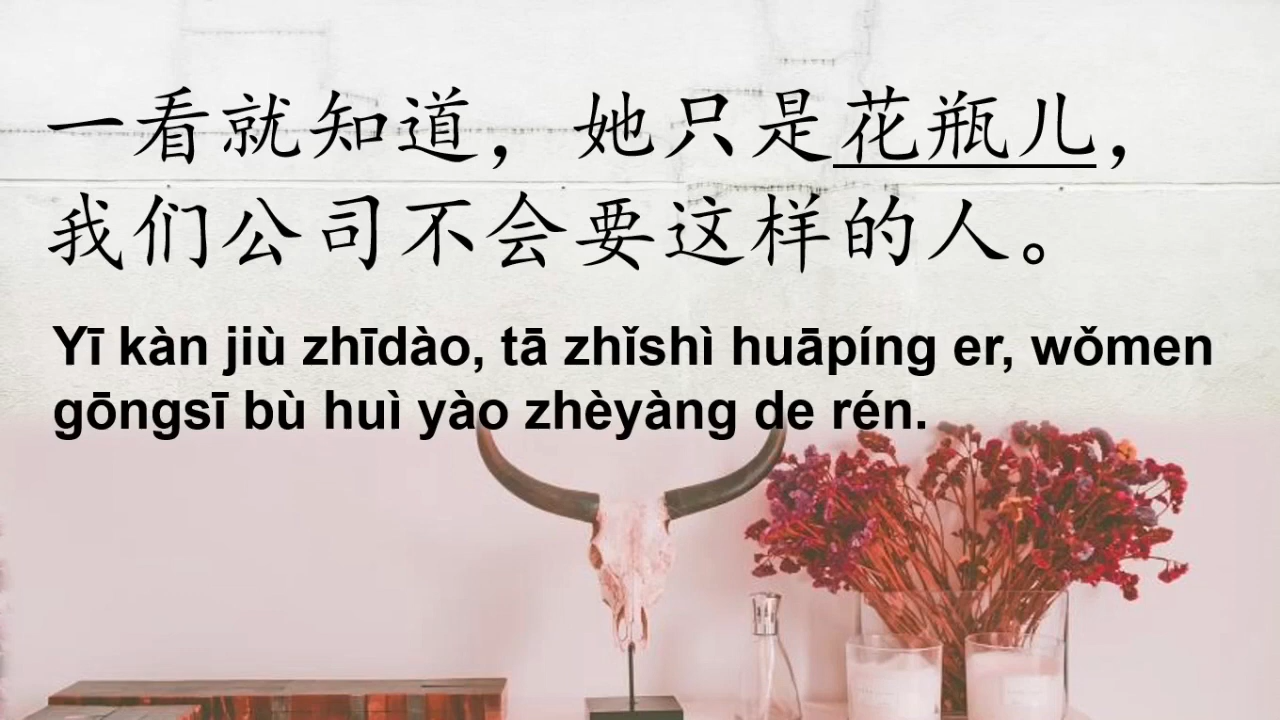 一看就知道，她只是花瓶儿，
我们公司不会要这样的人。
Yī kàn jiù zhīdào, tā zhǐshì huāpíng er, wǒmen
gōngsī bù huì yào zhèyàng de rén.